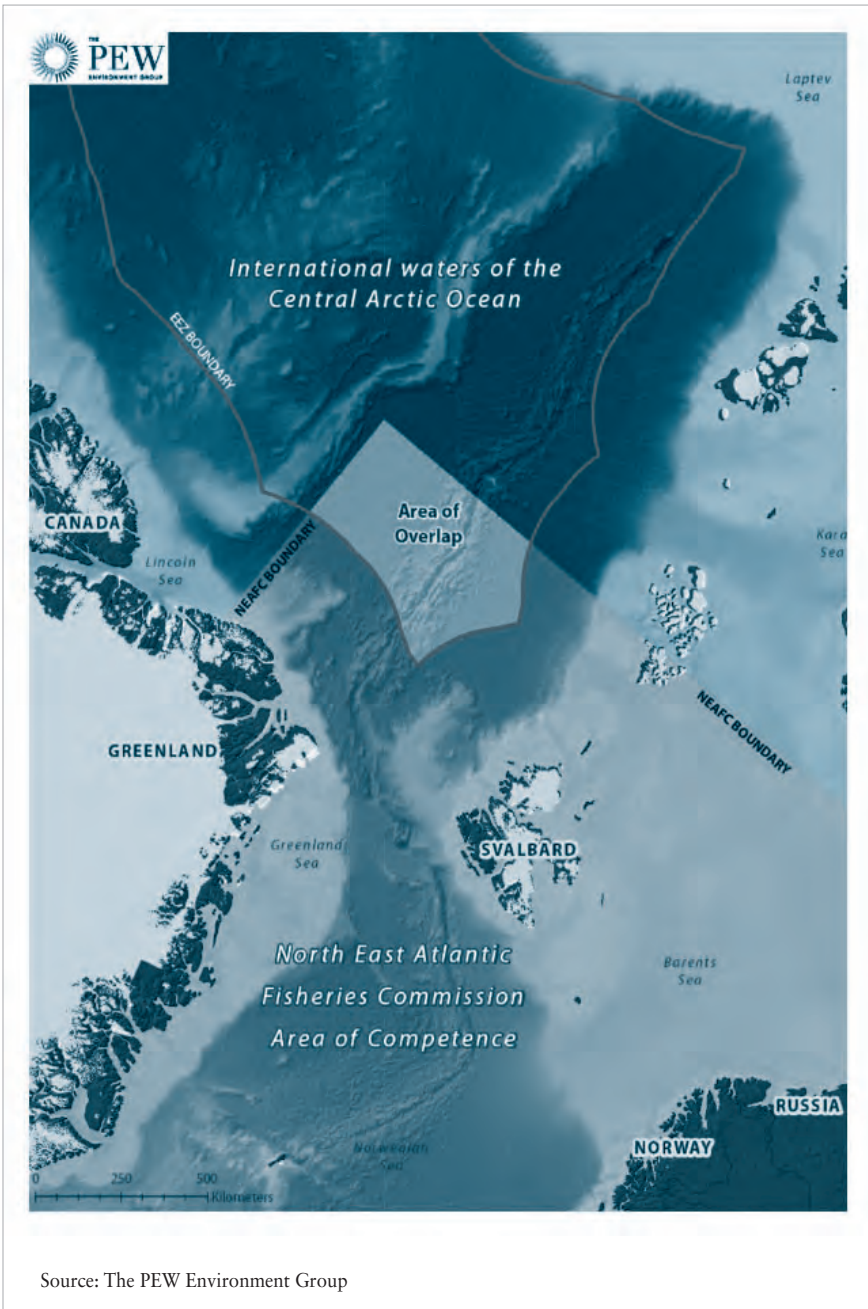 THE
PEW
ENVIRONMENT GROUP
Laptev
Sea
International waters of the
Central Arctic Ocean
EEZ BOUNDARY
Area of
Overlap
CANADA
Lincoln
Sea
NEAFC BOUNDARY
Kara
Sea
GREENLAND
NEAFC BOUNDARY
Greenland
Sea
SVALBARD
North East Atlantic
Fisheries Commission
Area of Competence
Barents
Sea
RUSSIA
NORWAY
Norwegian
Sea
0 250 500
Kilometers
Source: The PEW Environment Group